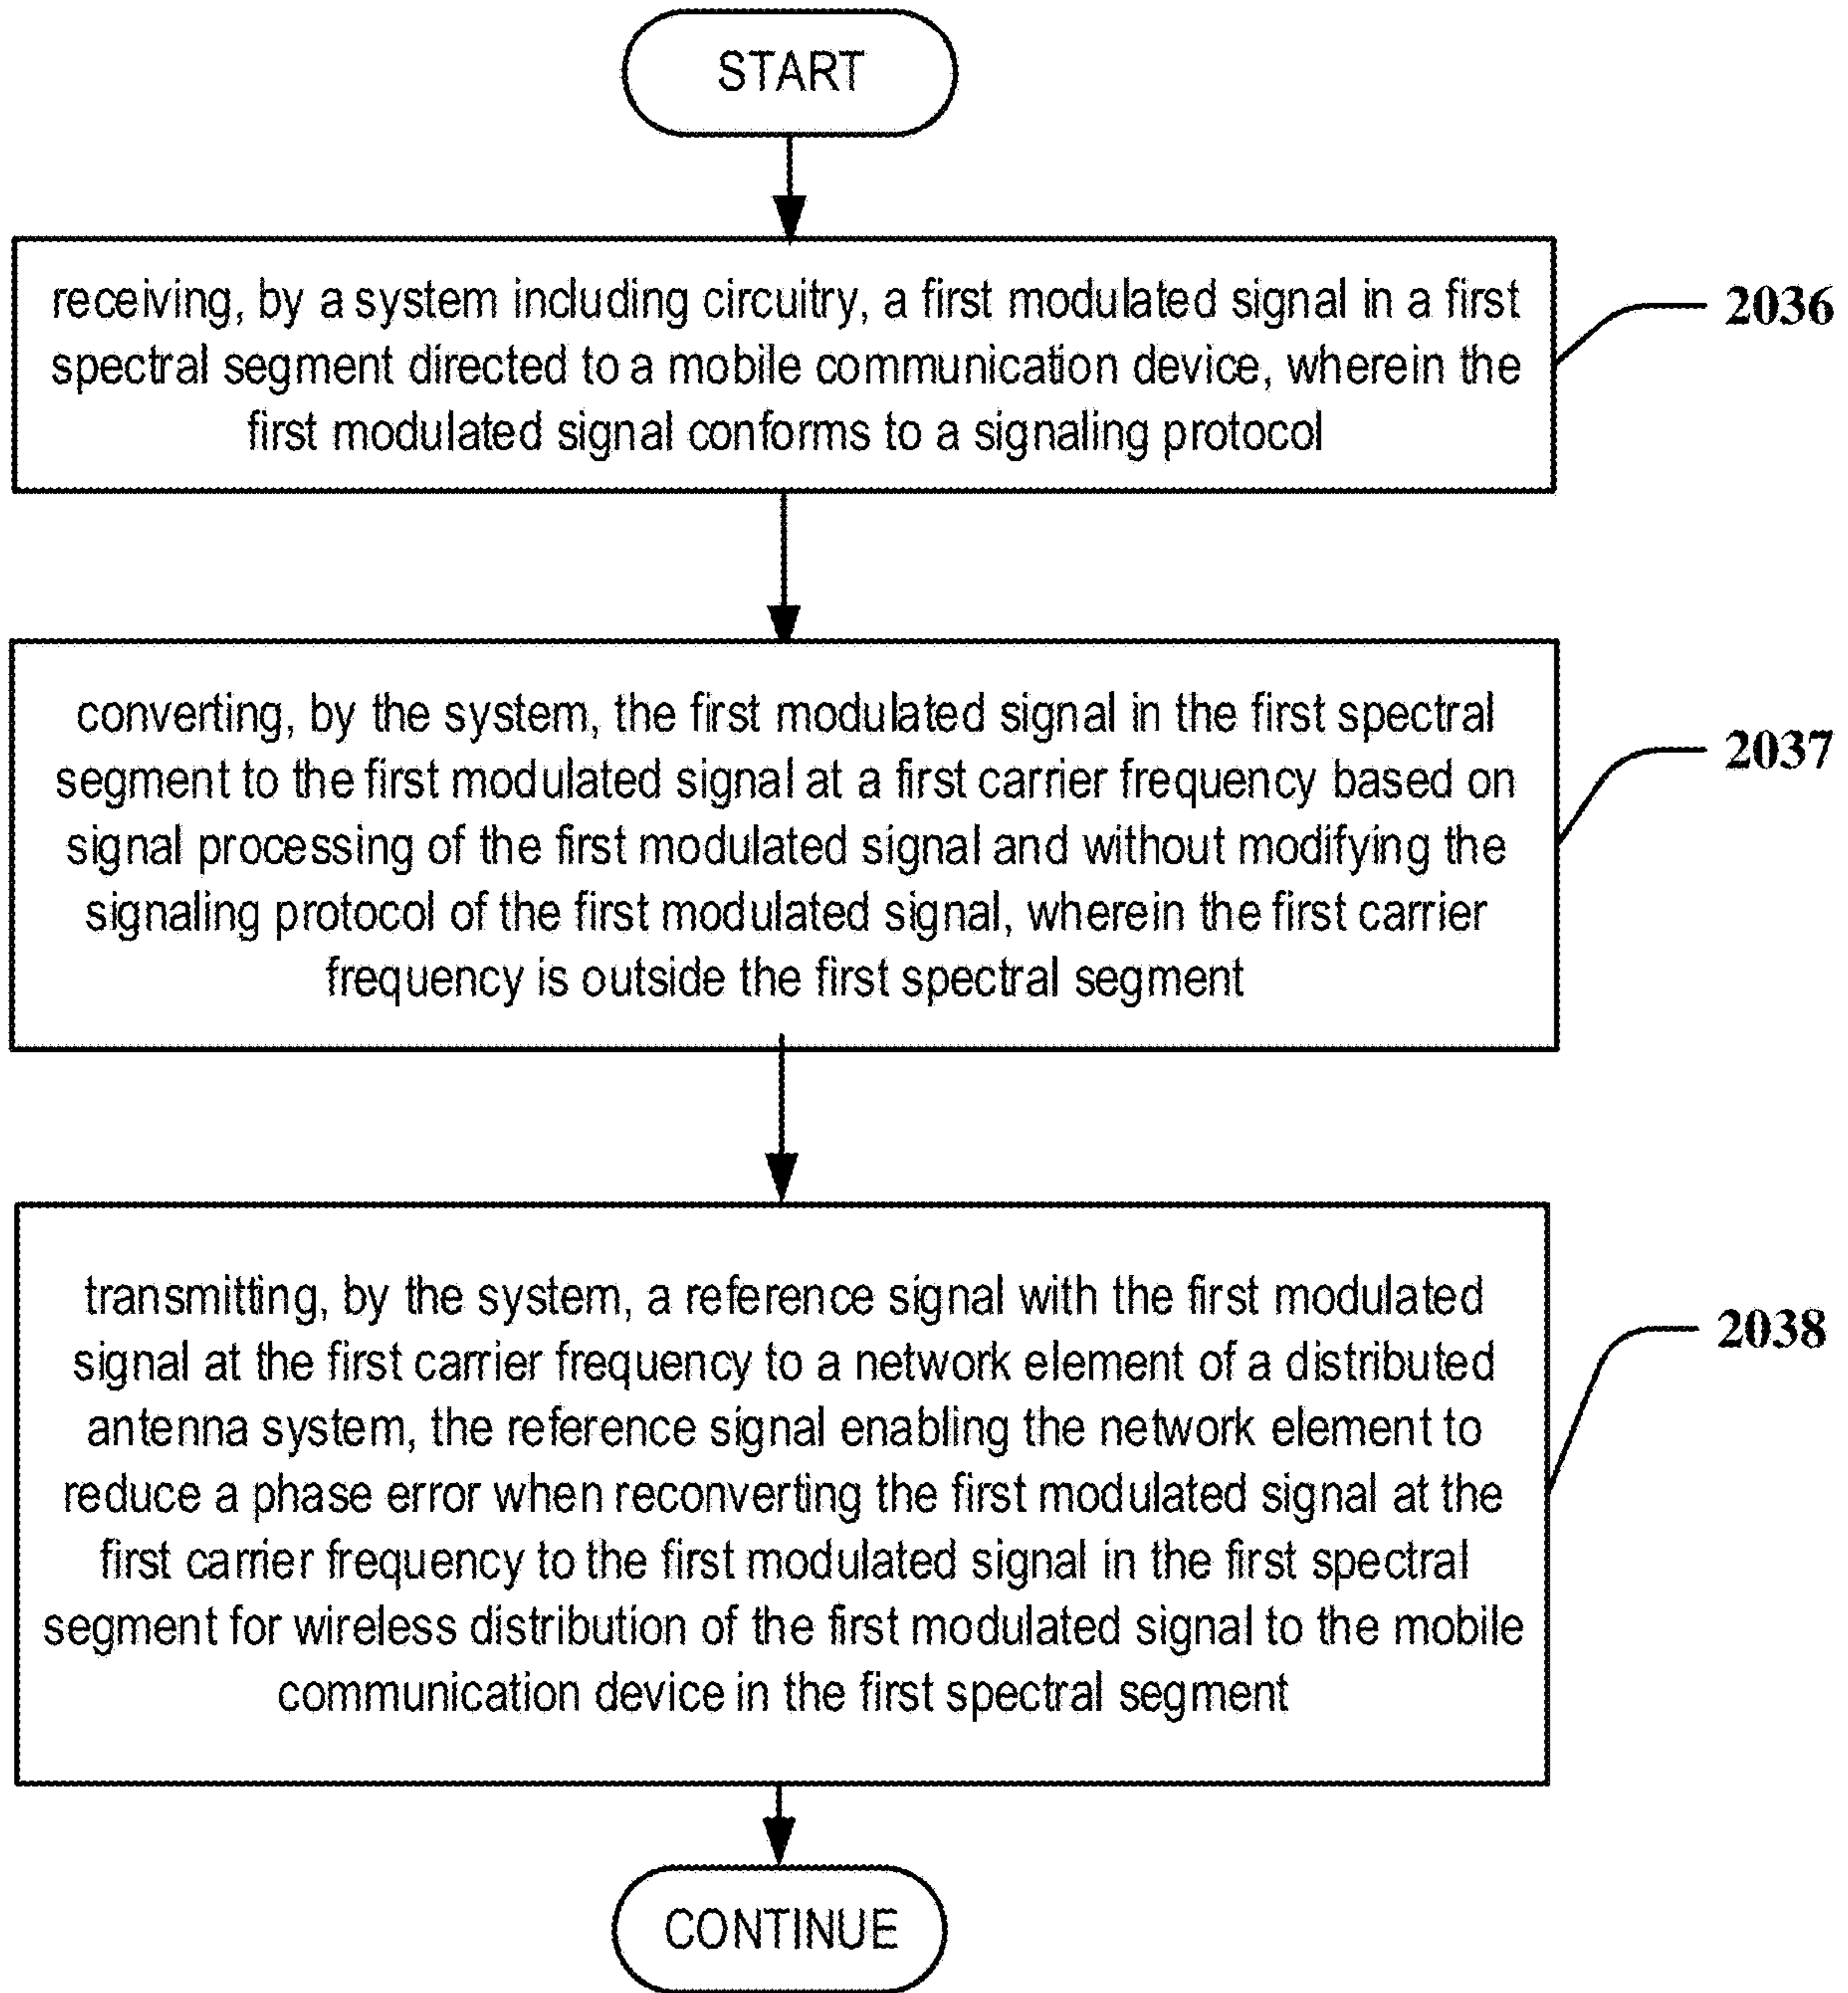 START
receiving, by a system including circuitry, a first modulated signal in a first
spectral segment directed to a mobile communication device, wherein the
first modulated signal conforms to a signaling protocol
2036
converting, by the system, the first modulated signal in the first spectral
segment to the first modulated signal at a first carrier frequency based on
signal processing of the first modulated signal and without modifying the
signaling protocol of the first modulated signal, wherein the first carrier
frequency is outside the first spectral segment
2037
transmitting, by the system, a reference signal with the first modulated
signal at the first carrier frequency to a network element of a distributed
antenna system, the reference signal enabling the network element to
reduce a phase error when reconverting the first modulated signal at the
first carrier frequency to the first modulated signal in the first spectral
segment for wireless distribution of the first modulated signal to the mobile
communication device in the first spectral segment
2038
CONTINUE